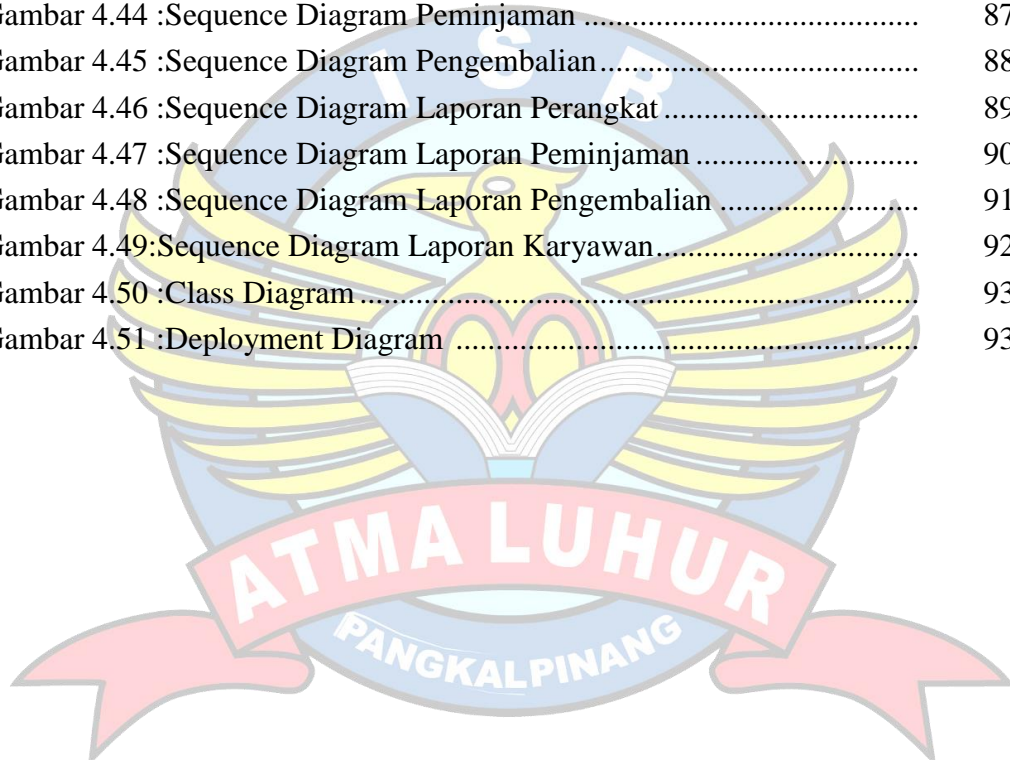 Gambar 4.44 :Sequence Diagram Peminjaman .......................................... 87
Gambar 4.45 :Sequence Diagram Pengembalian........................................ 88
Gambar 4.46 :Sequence Diagram Laporan Perangkat ................................ 89
Gambar 4.47 :Sequence Diagram Laporan Peminjaman ............................ 90
Gambar 4.48 :Sequence Diagram Laporan Pengembalian ......................... 91
Gambar 4.49:Sequence Diagram Laporan Karyawan................................. 92
Gambar 4.50 :Class Diagram ...................................................................... 93
Gambar 4.51 :Deployment Diagram .......................................................... 93
I S B
ATMA LUHUR
PANGKALPINANG